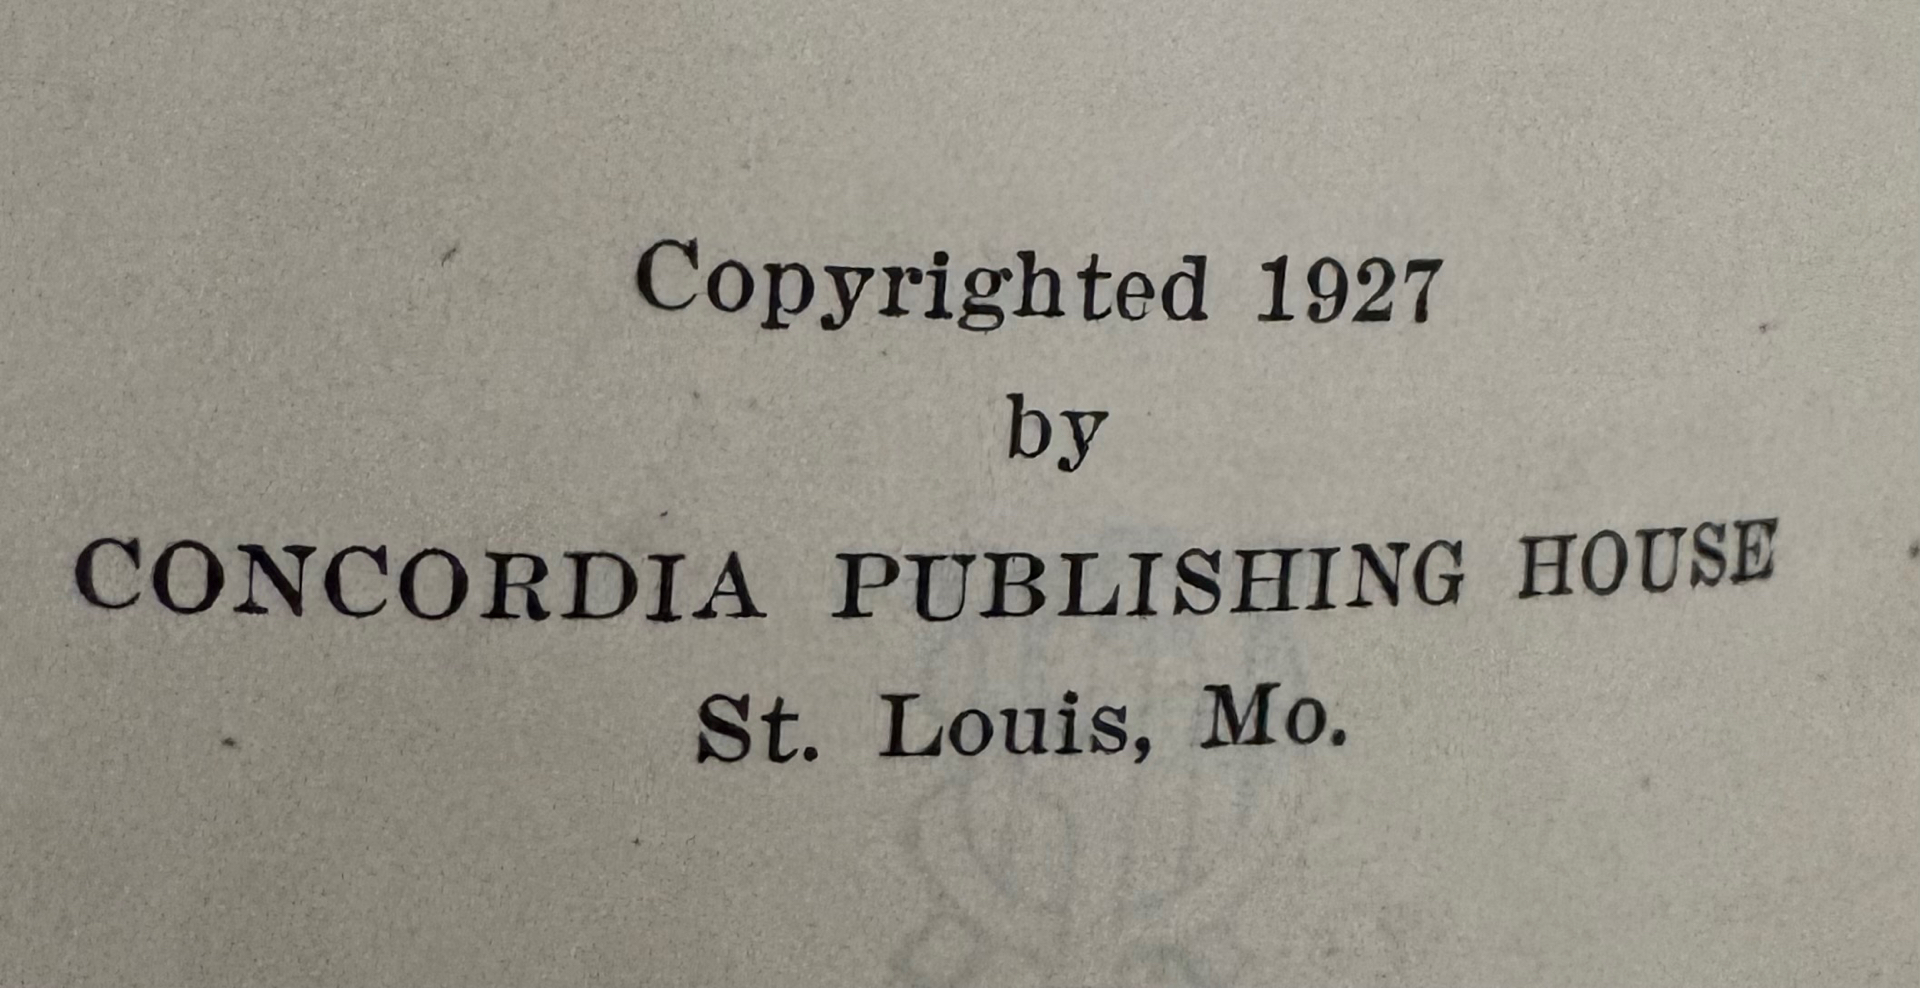 Copyrighted 1927
by
CONCORDIA PUBLISHING HOUSE
St. Louis, Mo.